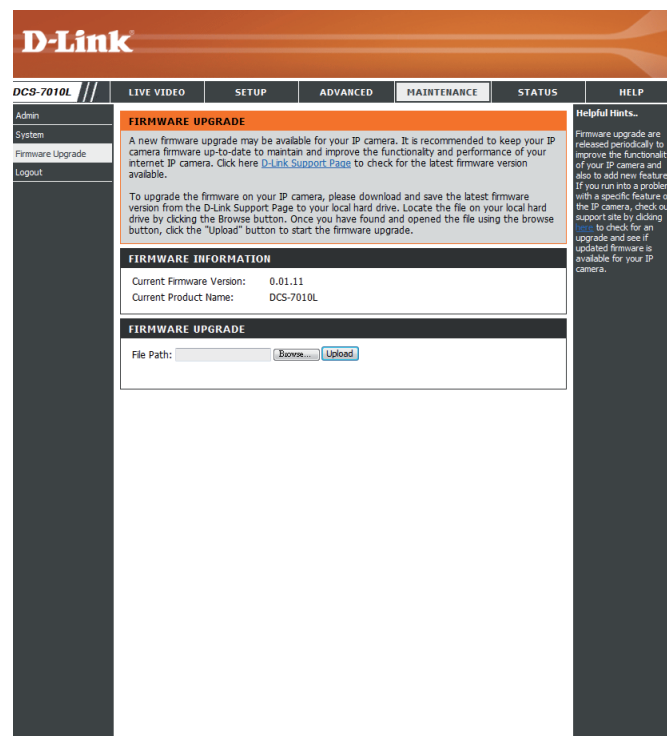 D-Link
DCS-7010L
LIVE VIDEO
SETUP
ADVANCED
MAINTENANCE
STATUS
HELP
Admin
System
Firmware Upgrade
Logout
FIRMWARE UPGRADE
A new firmware upgrade may be available for your IP camera. It is recommended to keep your IP
camera firmware up-to-date to maintain and improve the functionality and performance of your
internet IP camera. Click here D-Link Support Page to check for the latest firmware version
available.
To upgrade the firmware on your IP camera, please download and save the latest firmware
version from the D-Link Support Page to your local hard drive. Locate the file on your local hard
drive by clicking the Browse button. Once you have found and opened the file using the browse
button, click the "Upload" button to start the firmware upgrade.
FIRMWARE INFORMATION
Current Firmware Version: 0.01.11
Current Product Name: DCS-7010L
FIRMWARE UPGRADE
File Path: Browse... Upload
Helpful Hints..
Firmware upgrade are
released periodically to
improve the functionalit
of your IP camera and
also to add new feature
If you run into a problem
with a specific feature o
the IP camera, check ou
support site by clicking
here to check for an
upgrade and see if
updated firmware is
available for your IP
camera.